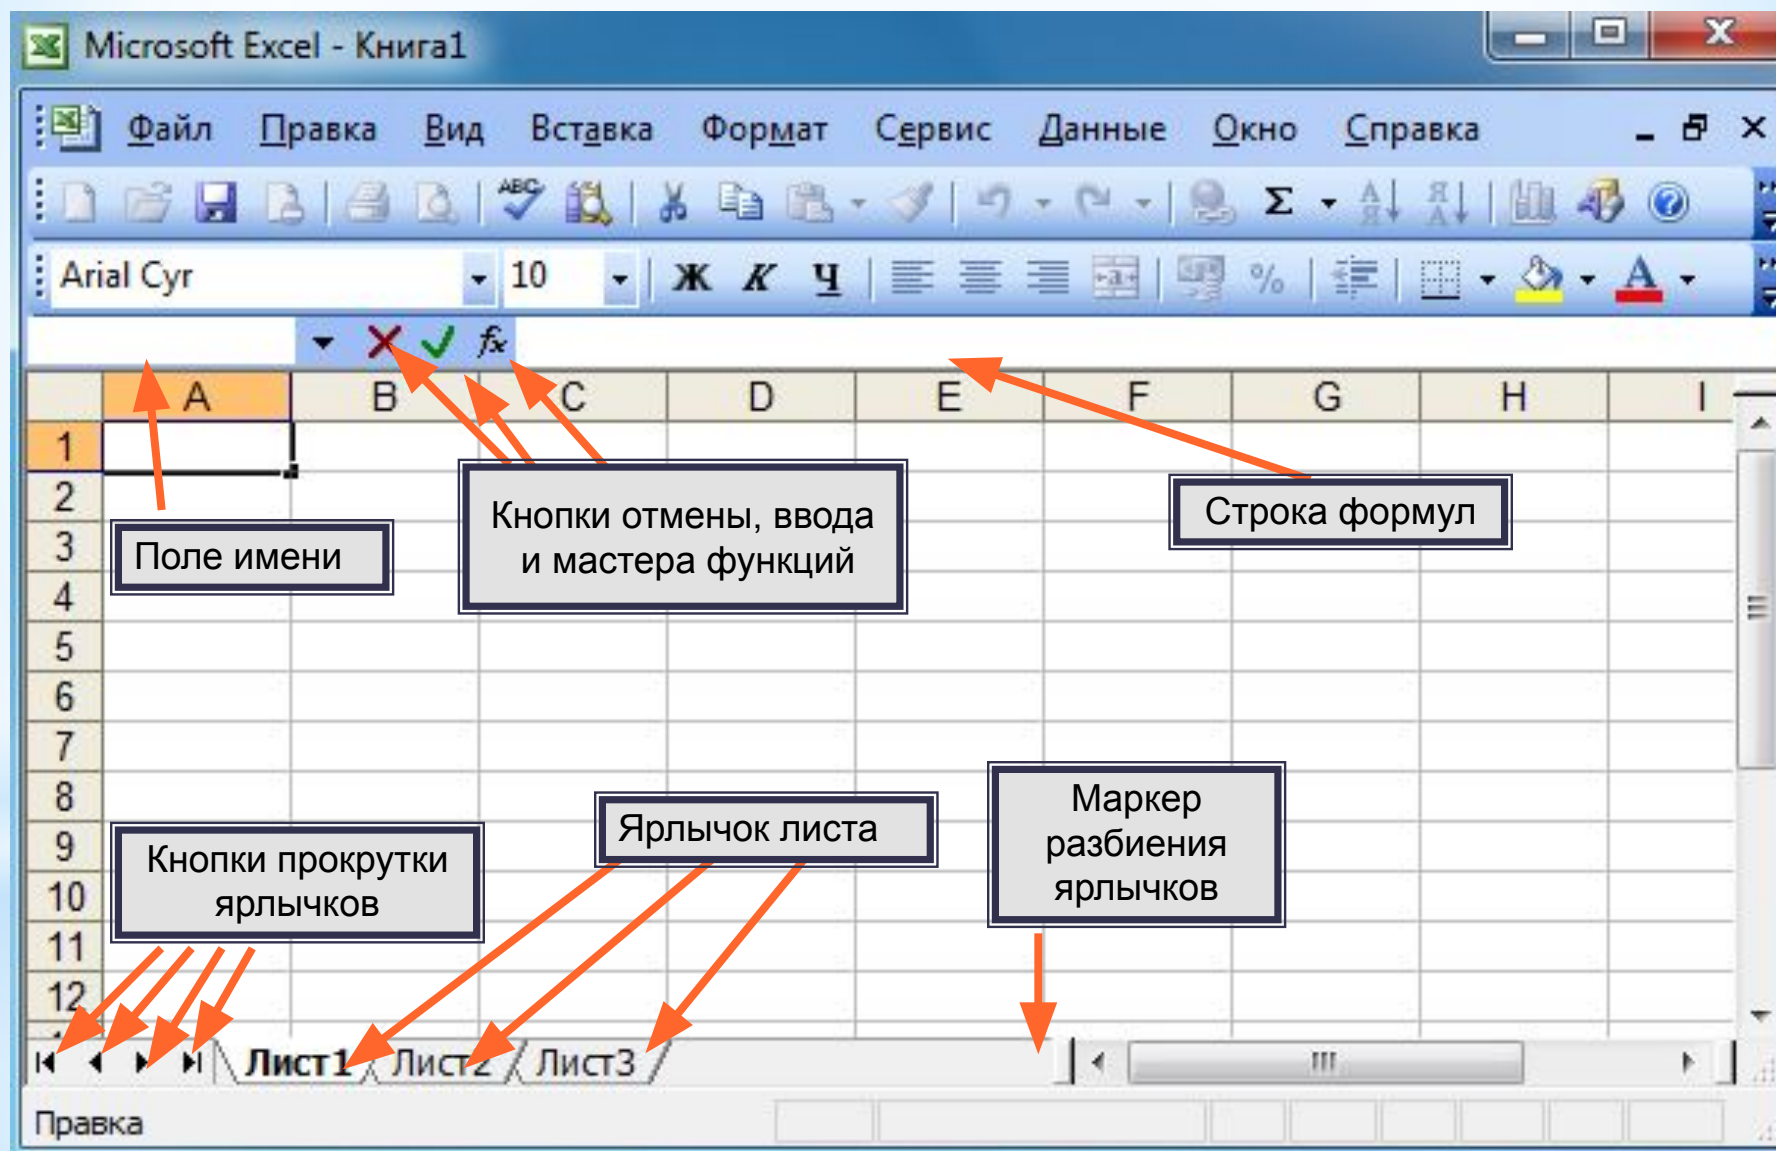 Microsoft Excel - Книга1
Файл Правка Вид Вставка Формат Сервис Данные Окно Справка
ABC Σ А Я Я А
Arial Cyr 10 Ж К Ч a % A
fx
A B C D E F G H I
1
2
3
4
5
6
7
8
9
10
11
12
Поле имени
Кнопки отмены, ввода
и мастера функций
Строка формул
Кнопки прокрутки
ярлычков
Ярлычок листа
Маркер
разбиения
ярлычков
Лист1 Лист2 Лист3
Правка